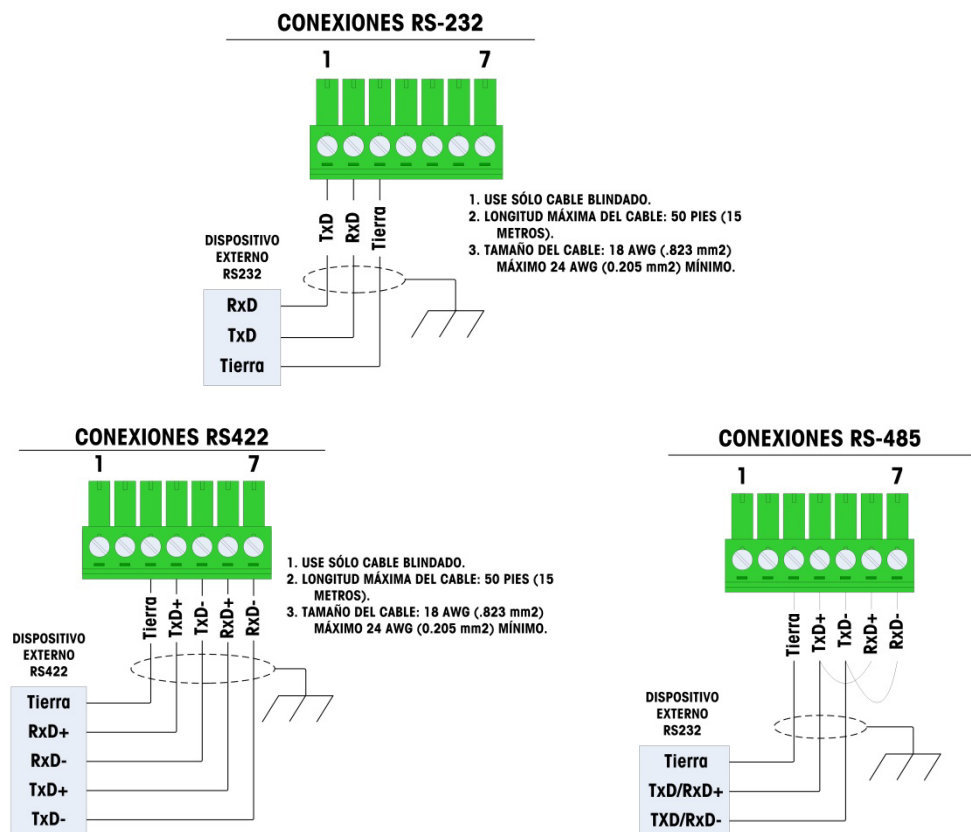 CONEXIONES RS-232
1 7
TxD
RxD
Tierra
1. USE SÓLO CABLE BLINDADO.
2. LONGITUD MÁXIMA DEL CABLE: 50 PIES (15
METROS).
3. TAMAÑO DEL CABLE: 18 AWG (.823 mm2)
MÁXIMO 24 AWG (0.205 mm2) MÍNIMO.
DISPOSITIVO
EXTERNO
RS232
RxD
TxD
Tierra
CONEXIONES RS422
1 7
Tierra
TxD+
TxD-
RxD+
RxD-
1. USE SÓLO CABLE BLINDADO.
2. LONGITUD MÁXIMA DEL CABLE: 50 PIES (15
METROS).
3. TAMAÑO DEL CABLE: 18 AWG (.823 mm2)
MÁXIMO 24 AWG (0.205 mm2) MÍNIMO.
DISPOSITIVO
EXTERNO
RS422
Tierra
RxD+
RxD-
TxD+
TxD-
CONEXIONES RS-485
1 7
Tierra
TxD+
TxD-
RxD+
RxD-
DISPOSITIVO
EXTERNO
RS232
Tierra
TxD/RxD+
TXD/RxD-